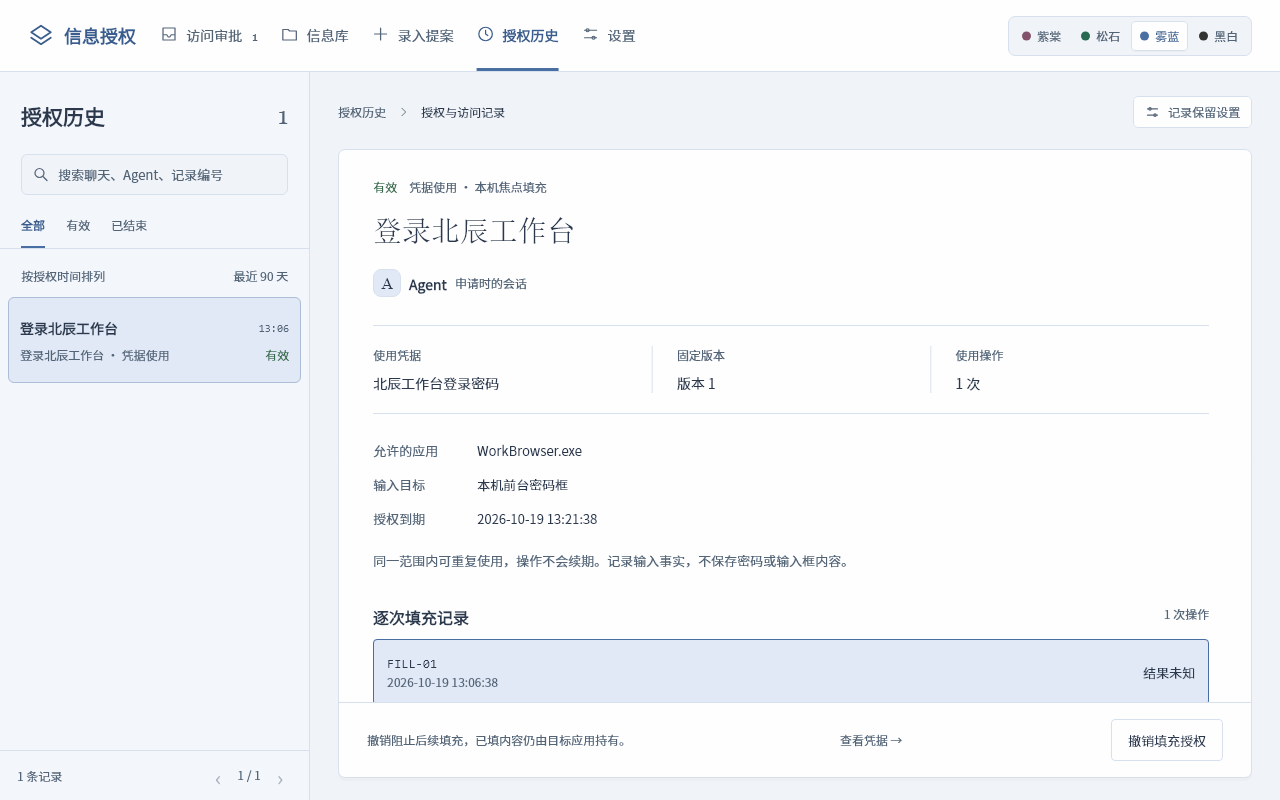 信息授权
访问审批 1
信息库
录入提案
授权历史
设置
紫棠
松石
雾蓝
黑白
授权历史 1
搜索聊天、Agent、记录编号
全部 有效 已结束
按授权时间排列 最近 90 天
登录北辰工作台 13:06
登录北辰工作台 · 凭据使用 有效
1 条记录 ‹ 1 / 1 ›
授权历史 > 授权与访问记录
记录保留设置
有效 凭据使用 · 本机焦点填充
登录北辰工作台
A Agent 申请时的会话
使用凭据 固定版本 使用操作
北辰工作台登录密码 版本 1 1 次
允许的应用 WorkBrowser.exe
输入目标 本机前台密码框
授权到期 2026-10-19 13:21:38
同一范围内可重复使用，操作不会续期。记录输入事实，不保存密码或输入框内容。
逐次填充记录 1 次操作
FILL-01
2026-10-19 13:06:38
结果未知
撤销阻止后续填充，已填内容仍由目标应用持有。
查看凭据 →
撤销填充授权